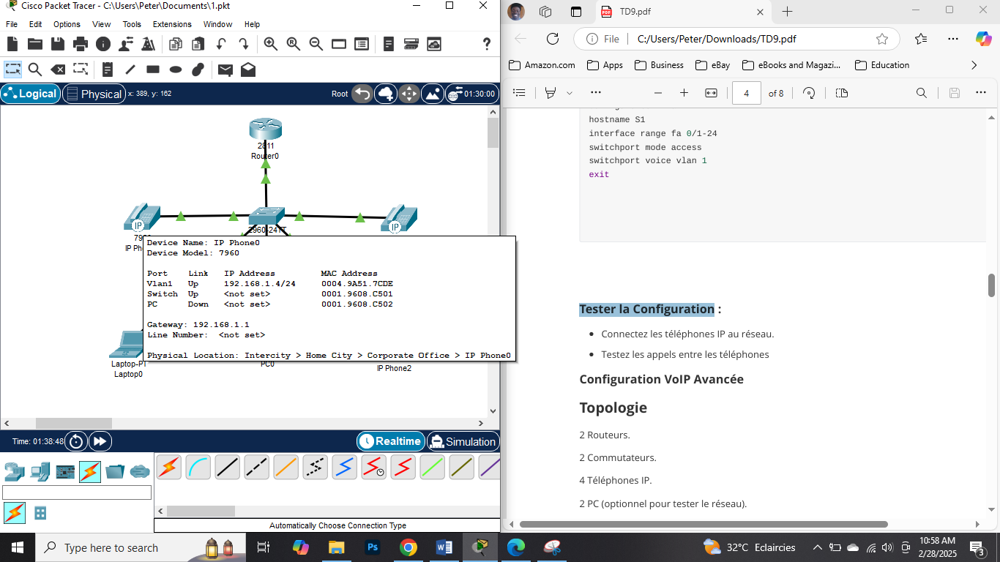 Cisco Packet Tracer - C:\Users\Peter\Documents\1.pkt
File Edit Options View Tools Extensions Window Help
Logical Physical x: 389, y: 162 Root 01:30:00
2811
Router0
IP
IP
2960-24TT
IP Ph
Device Name: IP Phone0
Device Model: 7960
Port Link IP Address MAC Address
Vlan1 Up 192.168.1.4/24 0004.9A51.7CDE
Switch Up <not set> 0001.9608.C501
PC Down <not set> 0001.9608.C502
Gateway: 192.168.1.1
Line Number: <not set>
Physical Location: Intercity > Home City > Corporate Office > IP Phone0
Laptop-PT
Laptop0
PC0
IP Phone2
Time: 01:38:48 Realtime Simulation
Automatically Choose Connection Type
TD9.pdf
File C:/Users/Peter/Downloads/TD9.pdf
Amazon.com Apps Business eBay eBooks and Magazi... Education
4 of 8
hostname S1
interface range fa 0/1-24
switchport mode access
switchport voice vlan 1
exit
Tester la Configuration :
Connectez les téléphones IP au réseau.
Testez les appels entre les téléphones
Configuration VoIP Avancée
Topologie
2 Routeurs.
2 Commutateurs.
4 Téléphones IP.
2 PC (optionnel pour tester le réseau).
Type here to search
32°C Eclaircies
10:58 AM
2/28/2025
3